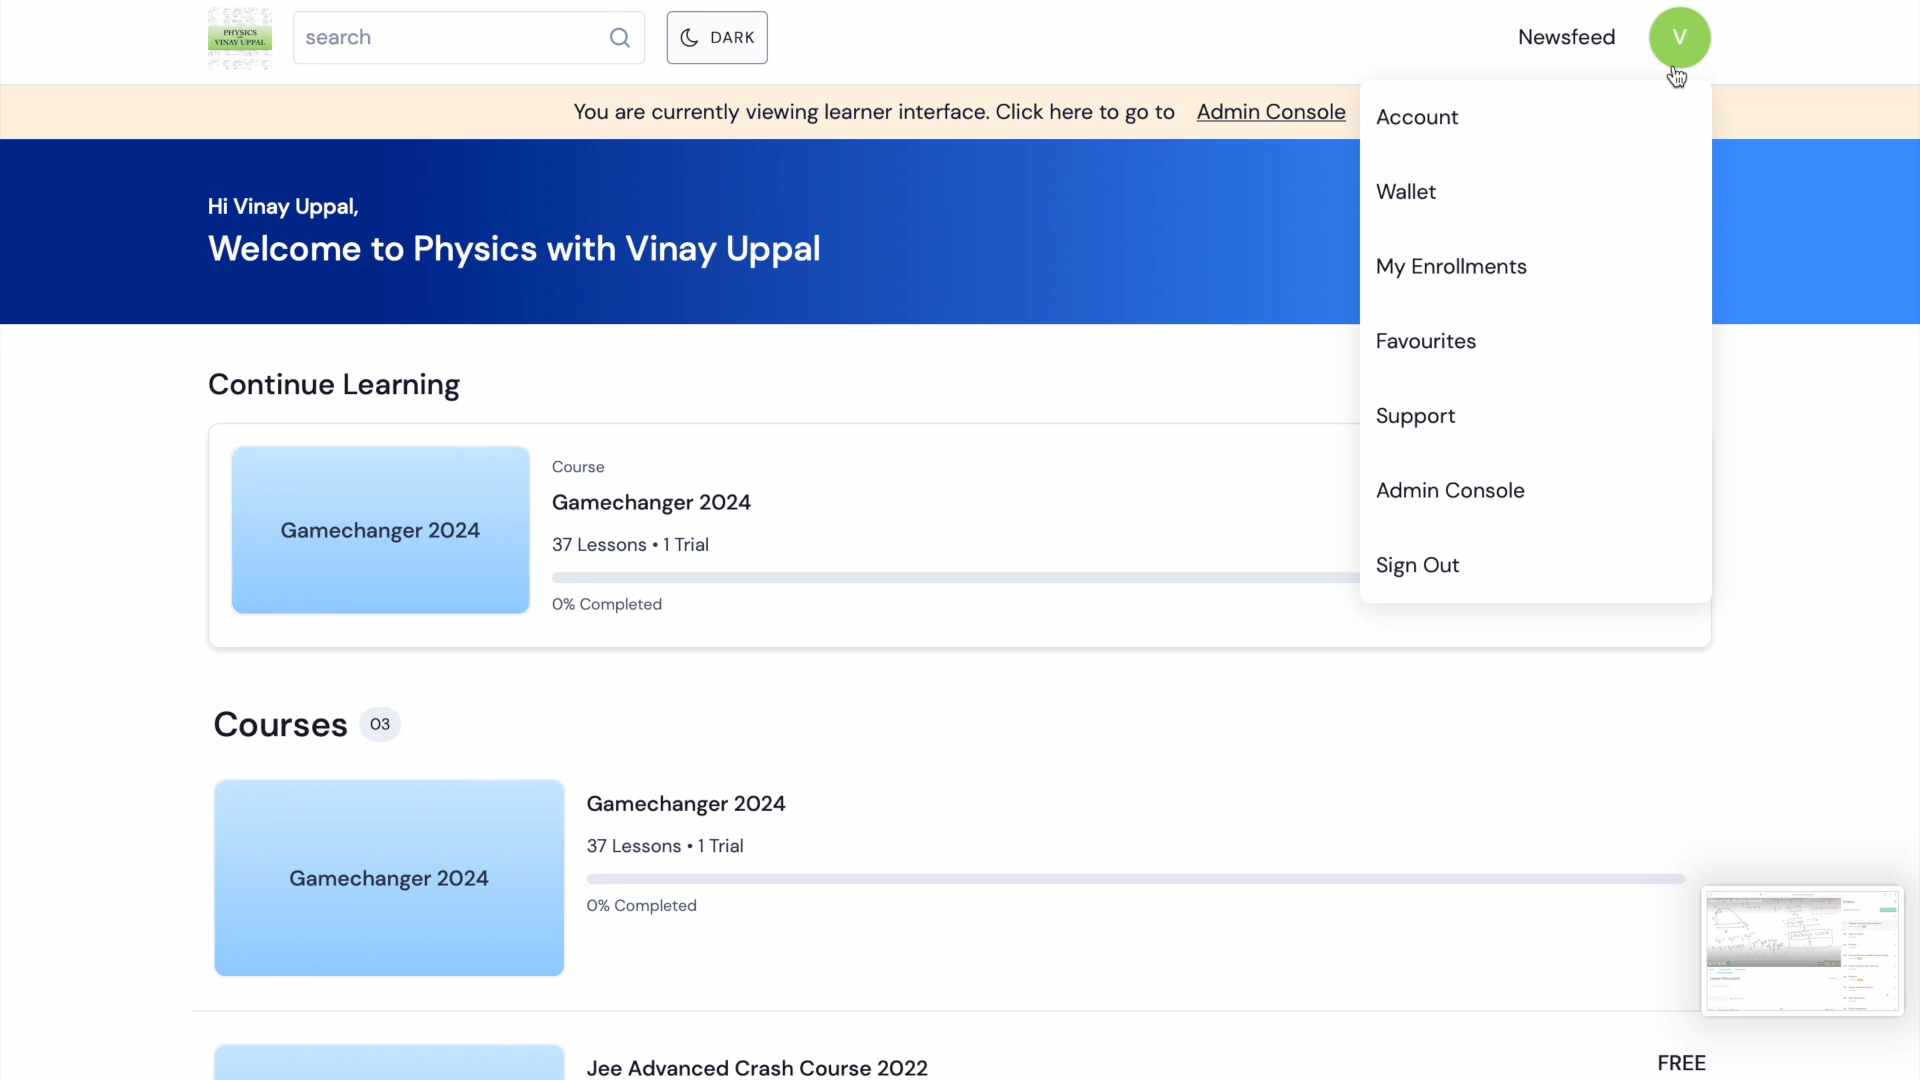 PHYSICS
VINAY UPPAL
search
DARK
Newsfeed
V
You are currently viewing learner interface. Click here to go to Admin Console
Account
Wallet
My Enrollments
Favourites
Support
Admin Console
Sign Out
Hi Vinay Uppal,
Welcome to Physics with Vinay Uppal
Continue Learning
Gamechanger 2024
Course
Gamechanger 2024
37 Lessons • 1 Trial
0% Completed
Courses 03
Gamechanger 2024
Gamechanger 2024
37 Lessons • 1 Trial
0% Completed
Jee Advanced Crash Course 2022
FREE